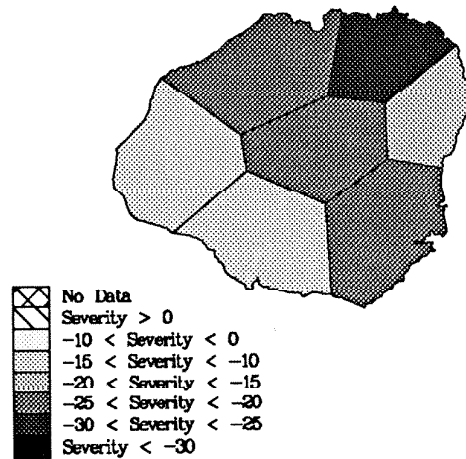 No Data
Severity > 0
-10 < Severity < 0
-15 < Severity < -10
-20 < Severity < -15
-25 < Severity < -20
-30 < Severity < -25
Severity < -30